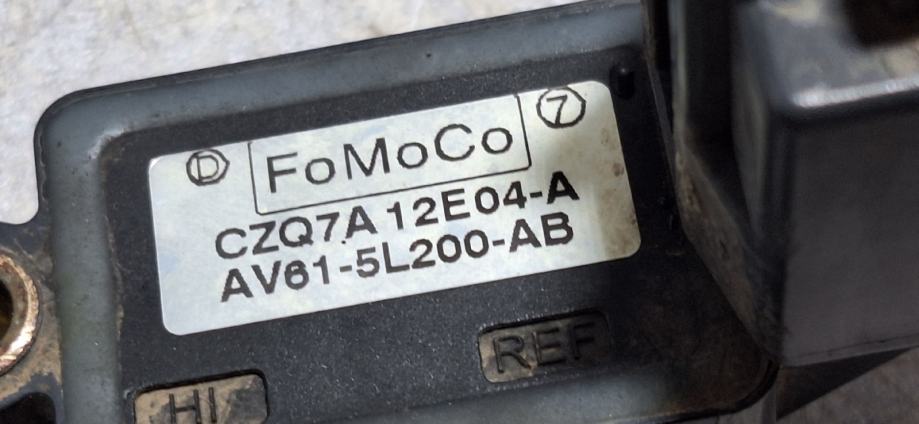 D FoMoCo 7
CZQ7A 12E04-A
AV61-5L200-AB
REF
HI